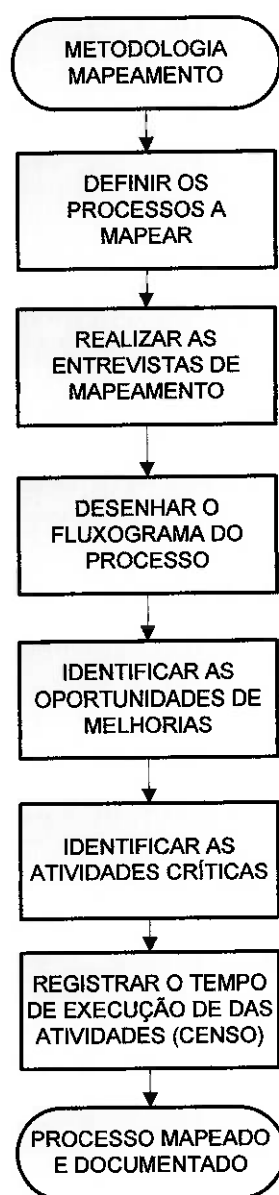 METODOLOGIA
MAPEAMENTO
DEFINIR OS
PROCESSOS A
MAPEAR
REALIZAR AS
ENTREVISTAS DE
MAPEAMENTO
DESENHAR O
FLUXOGRAMA DO
PROCESSO
IDENTIFICAR AS
OPORTUNIDADES DE
MELHORIAS
IDENTIFICAR AS
ATIVIDADES CRÍTICAS
REGISTRAR O TEMPO
DE EXECUÇÃO DE DAS
ATIVIDADES (CENSO)
PROCESSO MAPEADO
E DOCUMENTADO